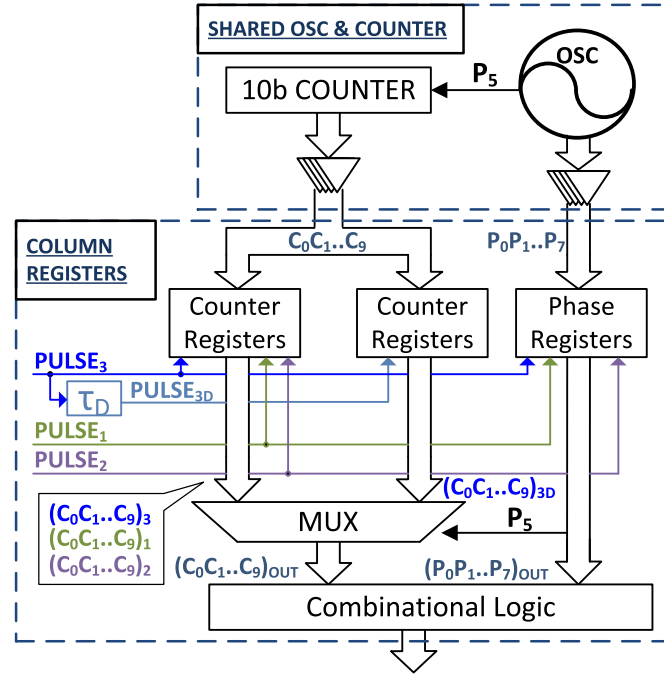 SHARED OSC & COUNTER
OSC
P₅
10b COUNTER
COLUMN
REGISTERS
C₀C₁..C₉
P₀P₁..P₇
Counter
Registers
Counter
Registers
Phase
Registers
PULSE₃
τ_D
PULSE₃D
PULSE₁
PULSE₂
(C₀C₁..C₉)₃
(C₀C₁..C₉)₁
(C₀C₁..C₉)₂
(C₀C₁..C₉)₃D
MUX
P₅
(C₀C₁..C₉)OUT
(P₀P₁..P₇)OUT
Combinational Logic